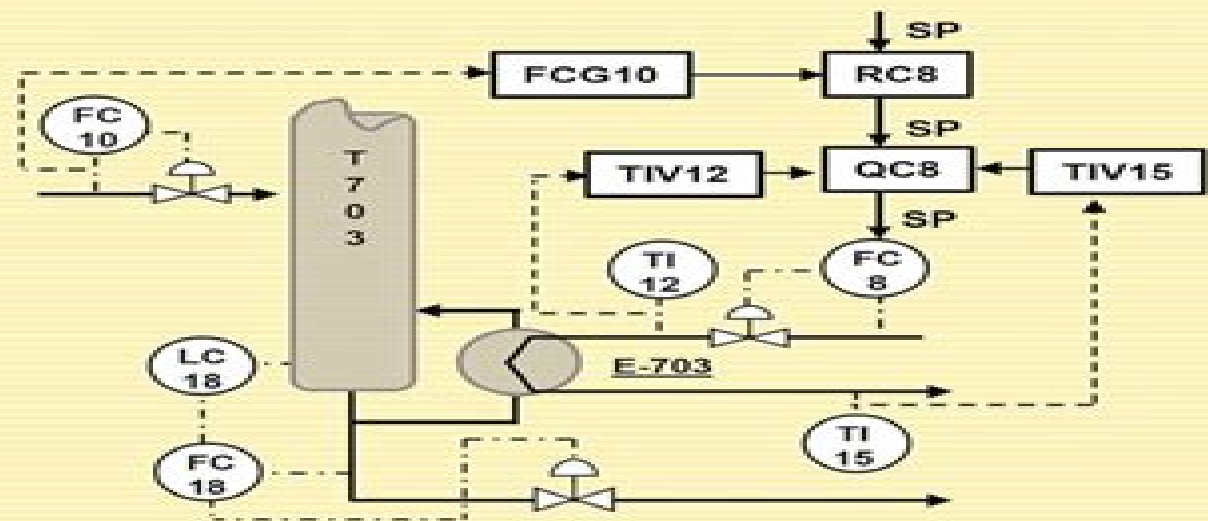 SP
FCG10
RC8
FC
10
SP
T
7
0
3
TIV12
QC8
TIV15
SP
TI
12
FC
8
LC
18
E-703
TI
15
FC
18